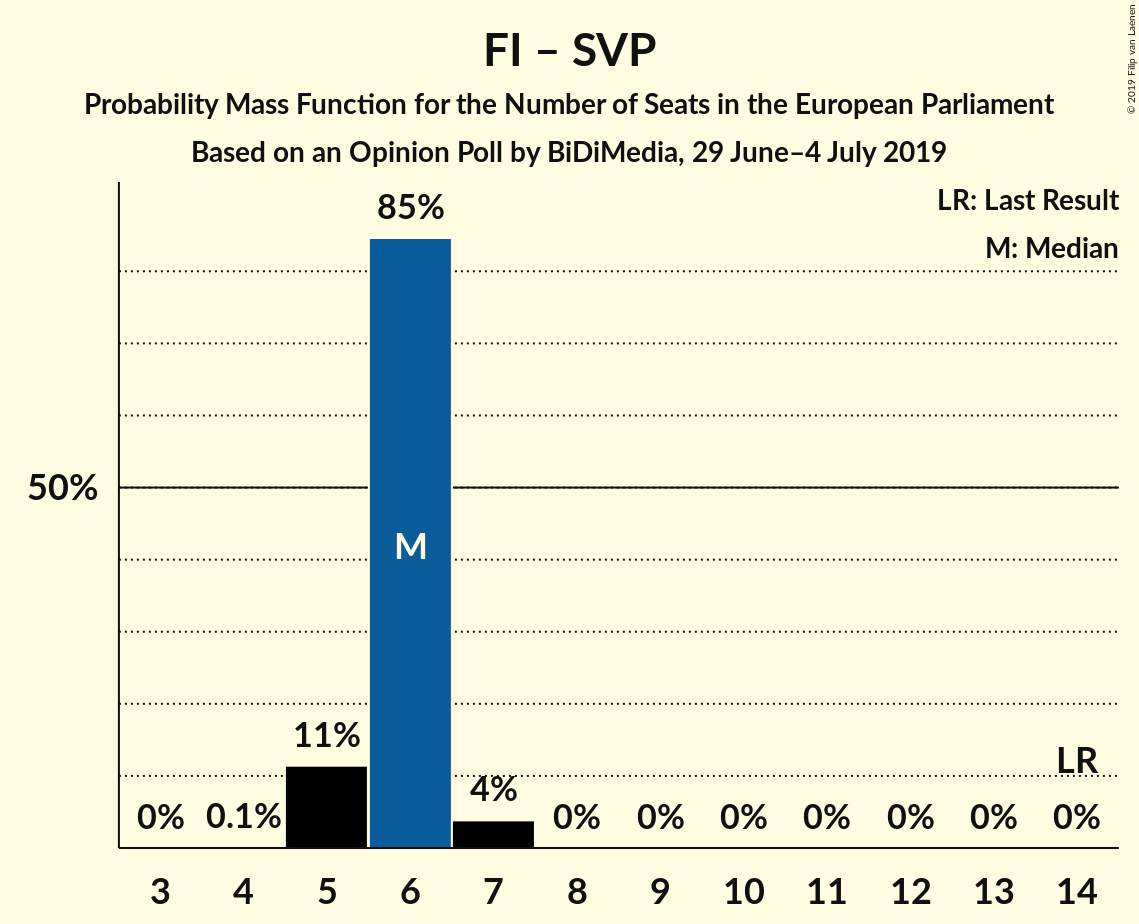 FI – SVP
Probability Mass Function for the Number of Seats in the European Parliament
Based on an Opinion Poll by BiDiMedia, 29 June–4 July 2019
© 2019 Filip van Laenen
LR: Last Result
M: Median
85%
50%
M
11%
LR
4%
0% 0.1% 0% 0% 0% 0% 0% 0% 0%
3 4 5 6 7 8 9 10 11 12 13 14